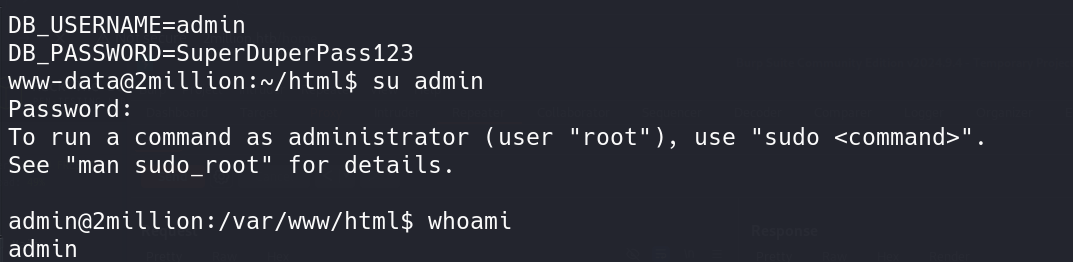 DB_USERNAME=admin
DB_PASSWORD=SuperDuperPass123
www-data@2million:~/html$ su admin
Password:
To run a command as administrator (user "root"), use "sudo <command>".
See "man sudo_root" for details.
admin@2million:/var/www/html$ whoami
Response
admin